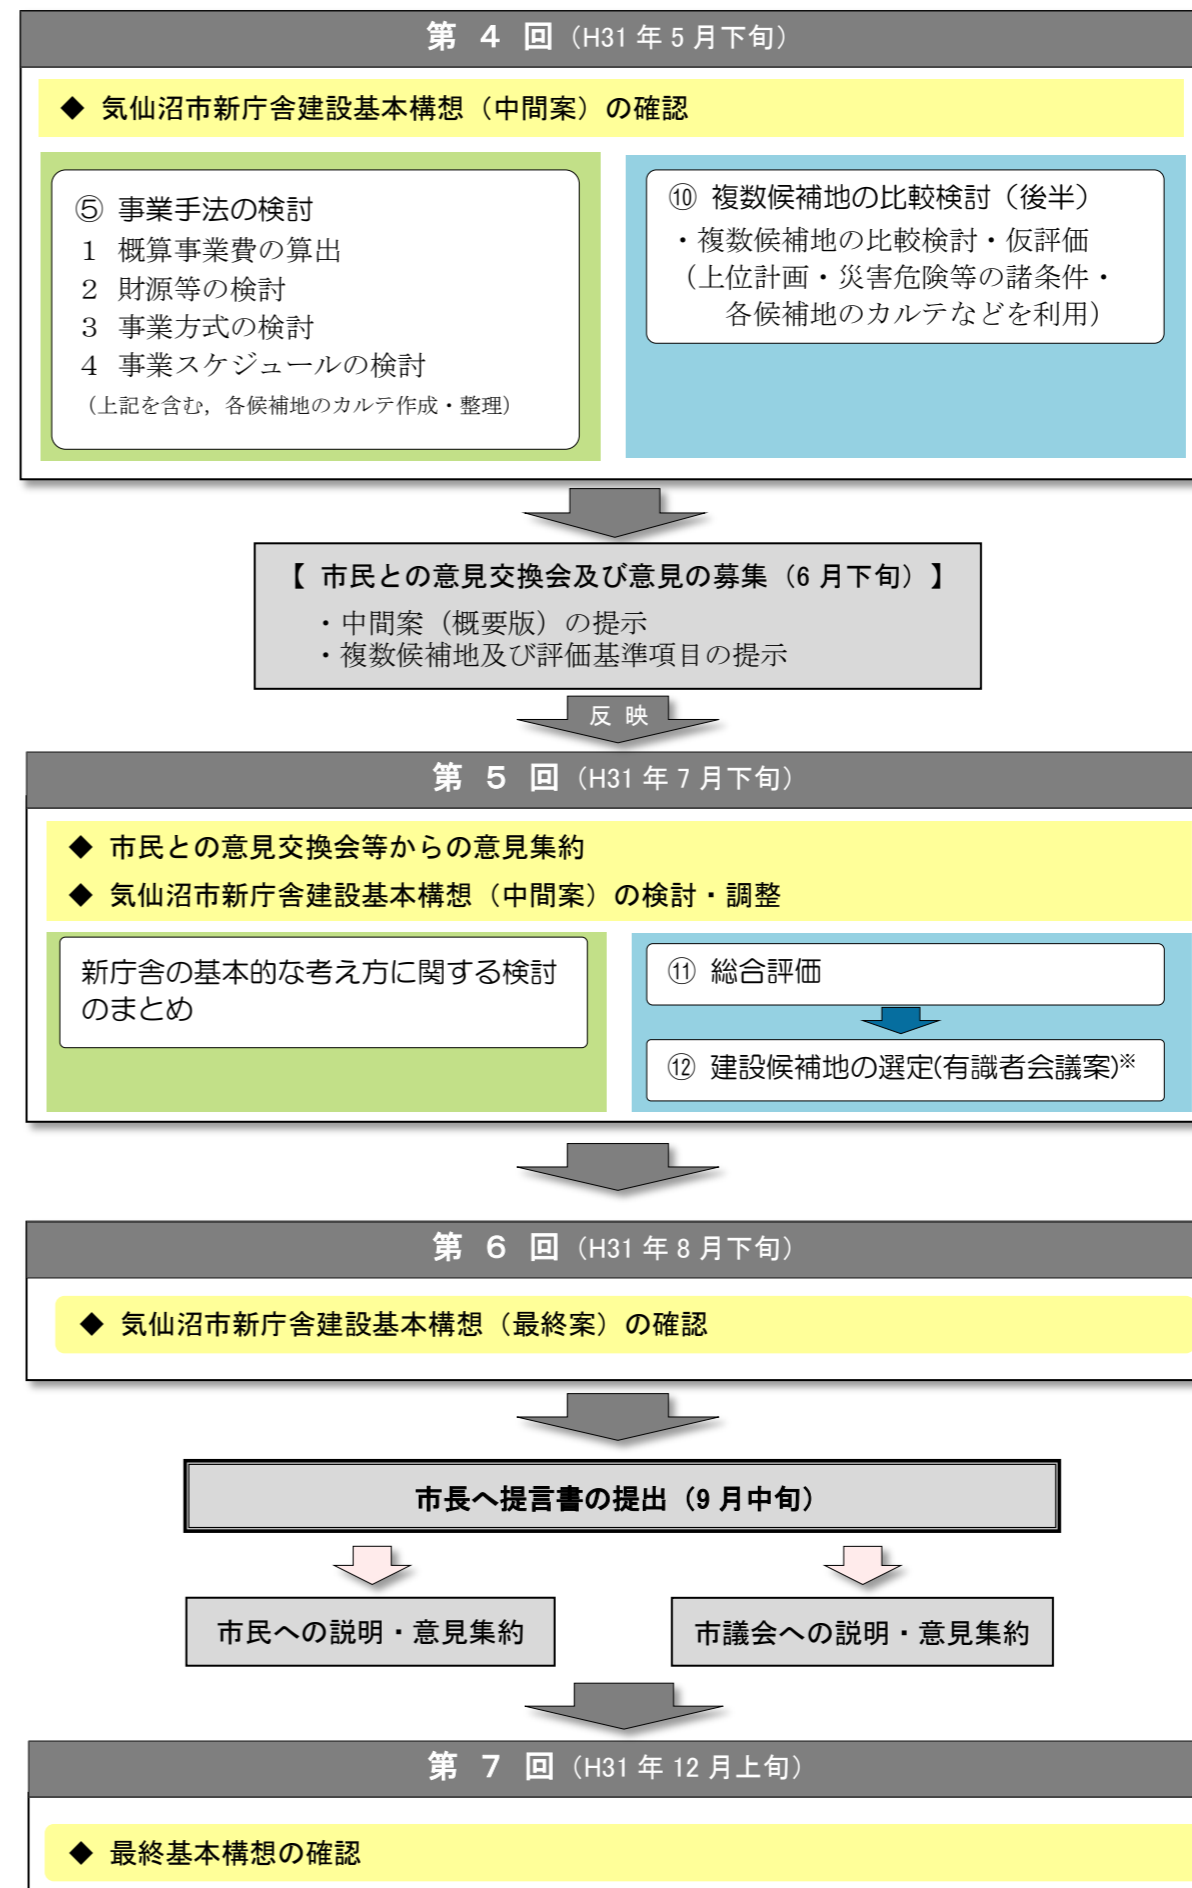 第 4 回（H31年5月下旬）
◆ 気仙沼市新庁舎建設基本構想（中間案）の確認
⑤ 事業手法の検討
1 概算事業費の算出
2 財源等の検討
3 事業方式の検討
4 事業スケジュールの検討
（上記を含む，各候補地のカルテ作成・整理）
⑩ 複数候補地の比較検討（後半）
・複数候補地の比較検討・仮評価
（上位計画・災害危険等の諸条件・
各候補地のカルテなどを利用）
【 市民との意見交換会及び意見の募集（6月下旬）】
・中間案（概要版）の提示
・複数候補地及び評価基準項目の提示
反 映
第 5 回（H31年7月下旬）
◆ 市民との意見交換会等からの意見集約
◆ 気仙沼市新庁舎建設基本構想（中間案）の検討・調整
新庁舎の基本的な考え方に関する検討
のまとめ
⑪ 総合評価
⑫ 建設候補地の選定(有識者会議案)※
第 6 回（H31年8月下旬）
◆ 気仙沼市新庁舎建設基本構想（最終案）の確認
市長へ提言書の提出（9月中旬）
市民への説明・意見集約
市議会への説明・意見集約
第 7 回（H31年12月上旬）
◆ 最終基本構想の確認